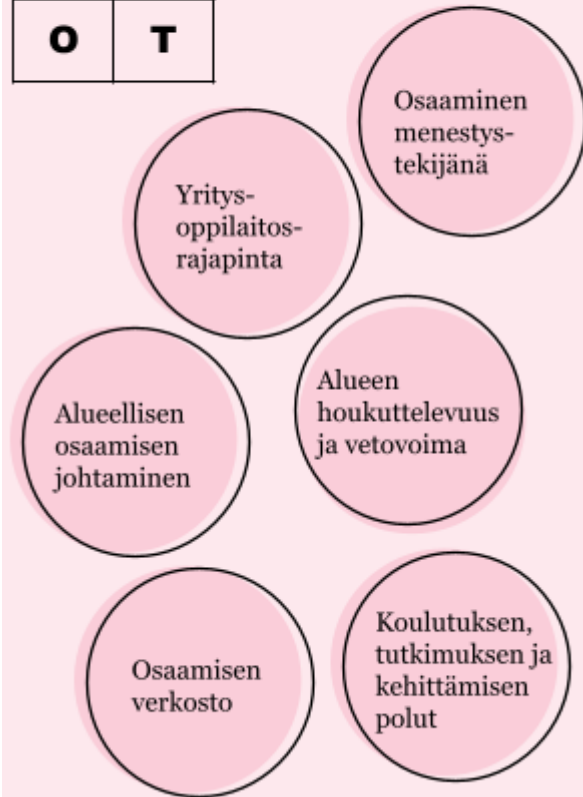 O T
Osaaminen
menestys-
tekijänä
Yritys-
oppilaitos-
rajapinta
Alueen
houkuttelevuus
ja vetovoima
Alueellisen
osaamisen
johtaminen
Koulutuksen,
tutkimuksen ja
kehittämisen
polut
Osaamisen
verkosto